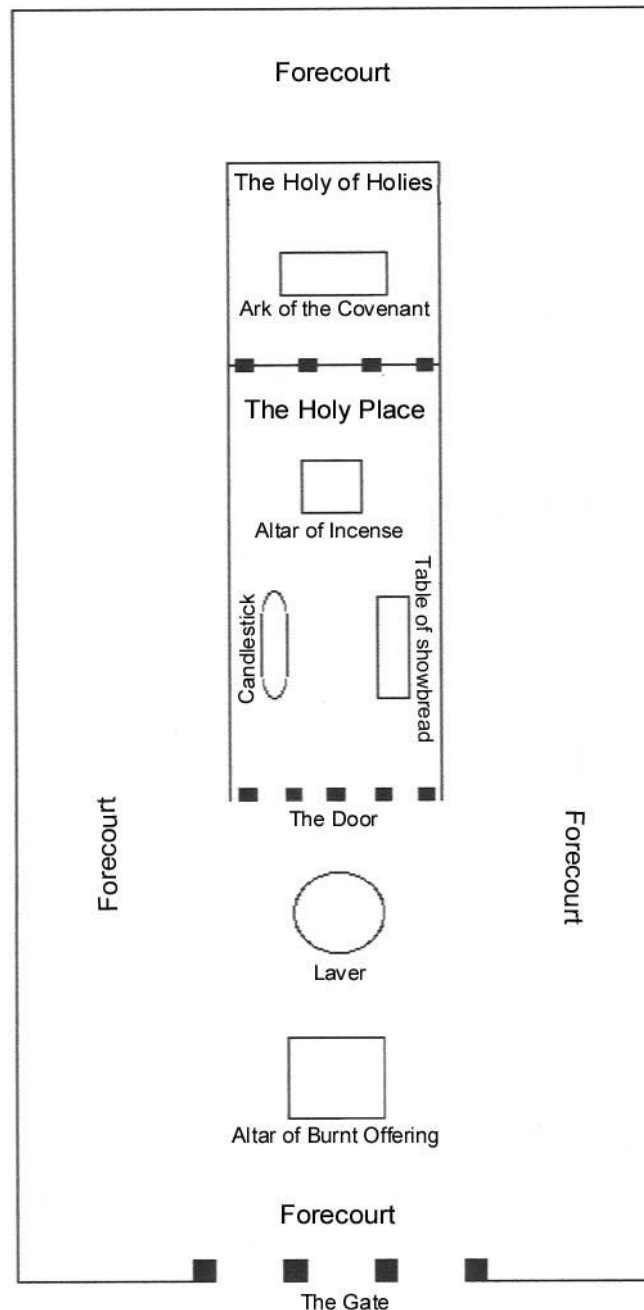 Forecourt
The Holy of Holies
Ark of the Covenant
The Holy Place
Altar of Incense
Candlestick
Table of showbread
The Door
Forecourt
Forecourt
Laver
Altar of Burnt Offering
Forecourt
The Gate